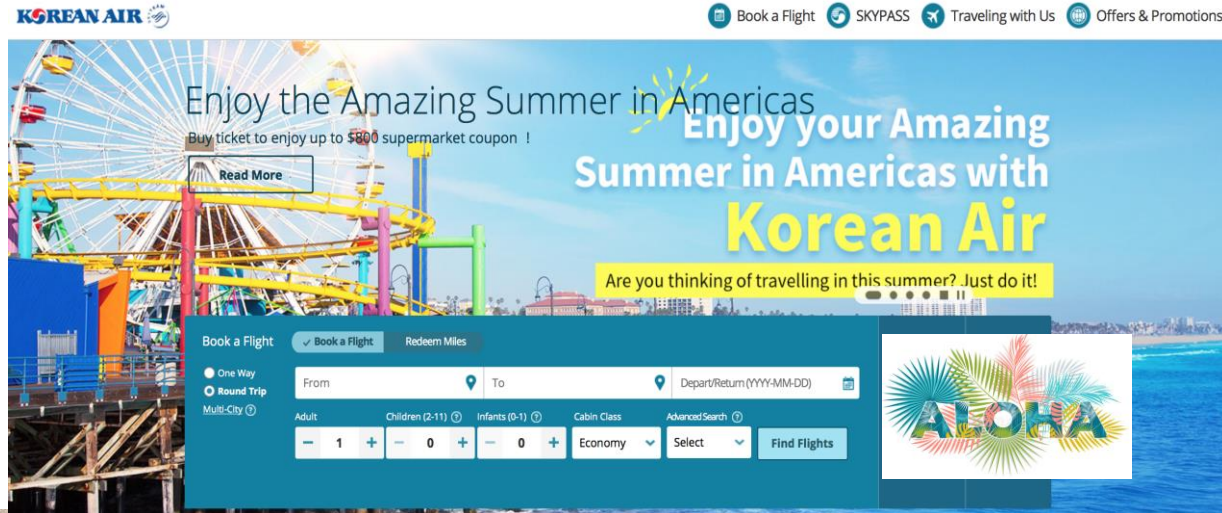 KOREAN AIR
Book a Flight SKYPASS Traveling with Us Offers & Promotions
Enjoy the Amazing Summer in Americas
Buy ticket to enjoy up to $800 supermarket coupon !
Read More
Enjoy your Amazing
Summer in Americas with
Korean Air
Are you thinking of travelling in this summer? Just do it!
Book a Flight Book a Flight Redeem Miles
One Way
Round Trip
Multi-City ?
From To Depart/Return (YYYY-MM-DD)
Adult Children (2-11) ? Infants (0-1) ? Cabin Class Advanced Search ?
− 1 + − 0 + − 0 + Economy Select Find Flights
ALOHA